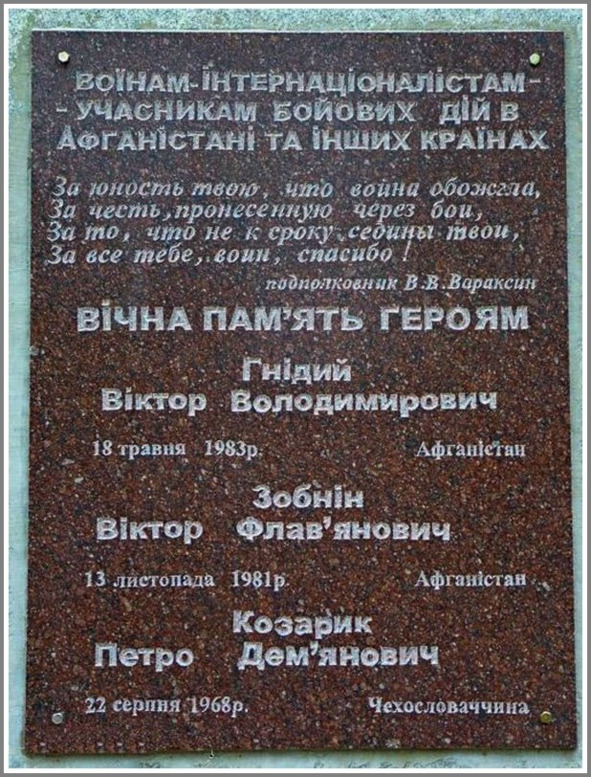 ВОЇНАМ-ІНТЕРНАЦІОНАЛІСТАМ-
- УЧАСНИКАМ БОЙОВИХ ДІЙ В
АФГАНІСТАНІ ТА ІНШИХ КРАЇНАХ
За юность твою, что война обожгла,
За честь, пронесенную через бои,
За то, что не к сроку седины твои,
За все тебе, воин, спасибо!
подполковник В.В.Вараксин
ВІЧНА ПАМ'ЯТЬ ГЕРОЯМ
Гнідий
Віктор Володимирович
18 травня 1983р. Афганістан
Зобнін
Віктор Флав'янович
13 листопада 1981р. Афганістан
Козарик
Петро Дем'янович
22 серпня 1968р. Чехословаччина